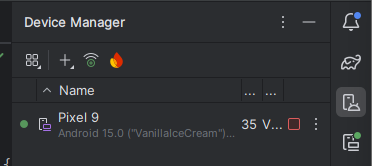 Device Manager
Name ... ...
Pixel 9 35 V...
Android 15.0 ("VanillaIceCream")...
{